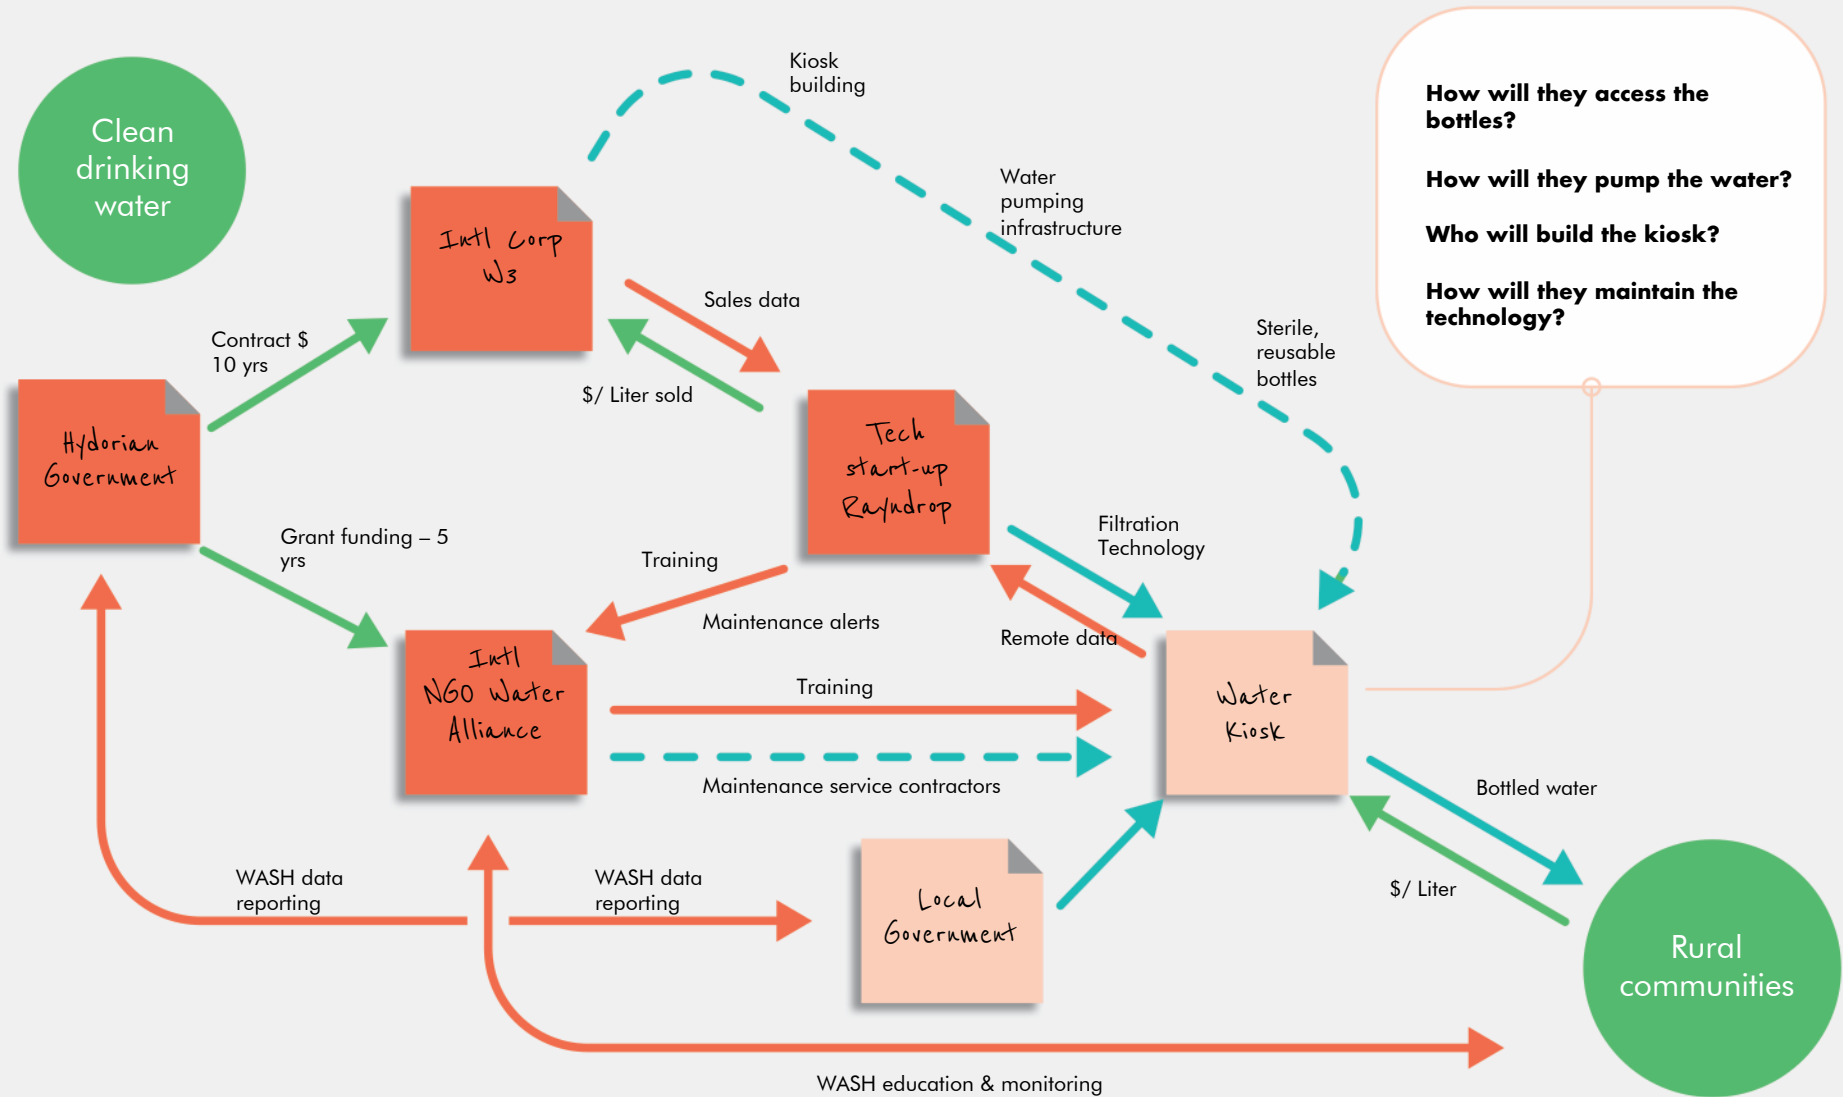 Clean
drinking
water
Kiosk
building
Water
pumping
infrastructure
How will they access the
bottles?
How will they pump the water?
Who will build the kiosk?
How will they maintain the
technology?
Intl Corp
W3
Sales data
Contract $
10 yrs
$/ Liter sold
Sterile,
reusable
bottles
Hydorian
Government
Tech
start-up
Rayndrop
Grant funding – 5
yrs
Training
Maintenance alerts
Filtration
Technology
Remote data
Intl
NGO Water
Alliance
Training
Maintenance service contractors
Water
Kiosk
Bottled water
$/ Liter
WASH data
reporting
WASH data
reporting
Local
Government
Rural
communities
WASH education & monitoring